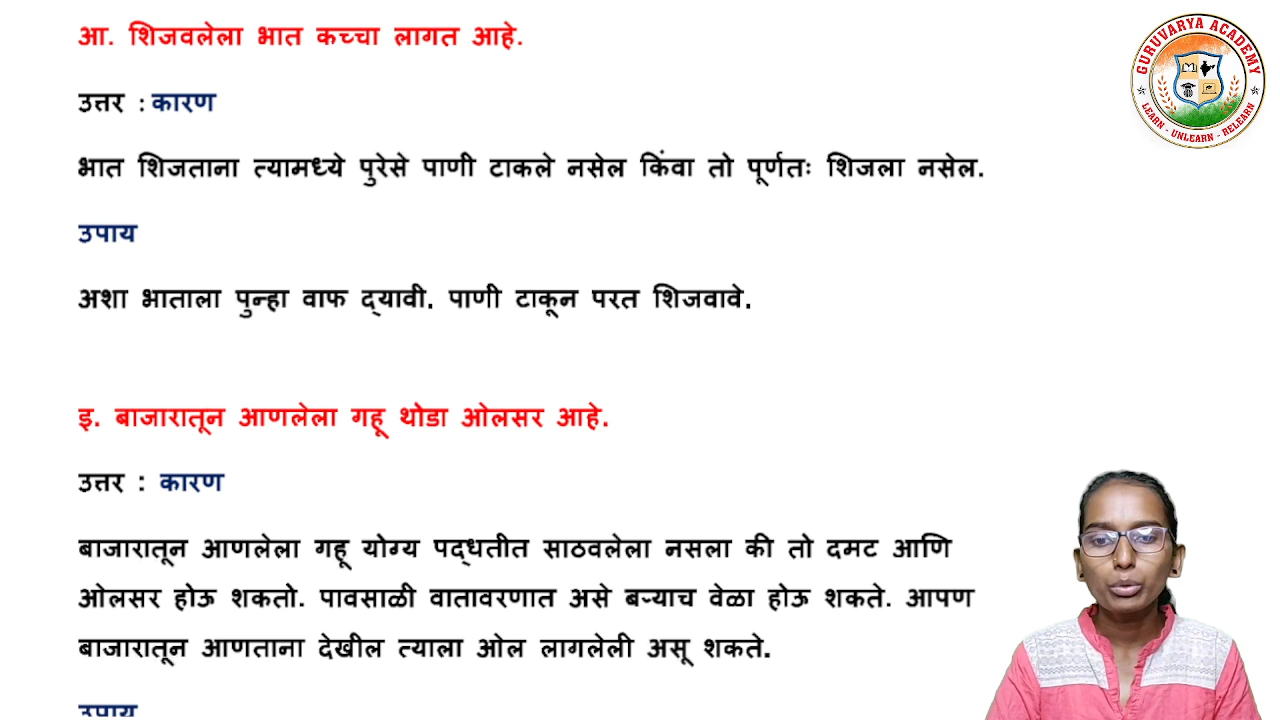 आ. शिजवलेला भात कच्चा लागत आहे.
उत्तर : कारण
भात शिजताना त्यामध्ये पुरेसे पाणी टाकले नसेल किंवा तो पूर्णतः शिजला नसेल.
उपाय
अशा भाताला पुन्हा वाफ द्यावी. पाणी टाकून परत शिजवावे.
इ. बाजारातून आणलेला गहू थोडा ओलसर आहे.
उत्तर : कारण
बाजारातून आणलेला गहू योग्य पद्धतीत साठवलेला नसला की तो दमट आणि
ओलसर होऊ शकतो. पावसाळी वातावरणात असे बऱ्याच वेळा होऊ शकते. आपण
बाजारातून आणताना देखील त्याला ओल लागलेली असू शकते.
उपाय
GURUVARYA ACADEMY
LEARN - UNLEARN - RELEARN